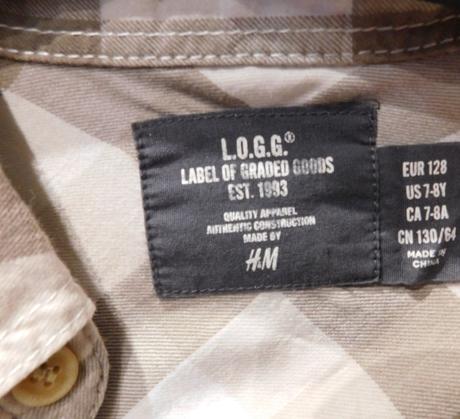 L.O.G.G.®
LABEL OF GRADED GOODS
EST. 1993
QUALITY APPAREL
AUTHENTIC CONSTRUCTION
MADE BY
H&M
EUR 128
US 7-8Y
CA 7-8A
CN 130/64
MADE IN
CHINA